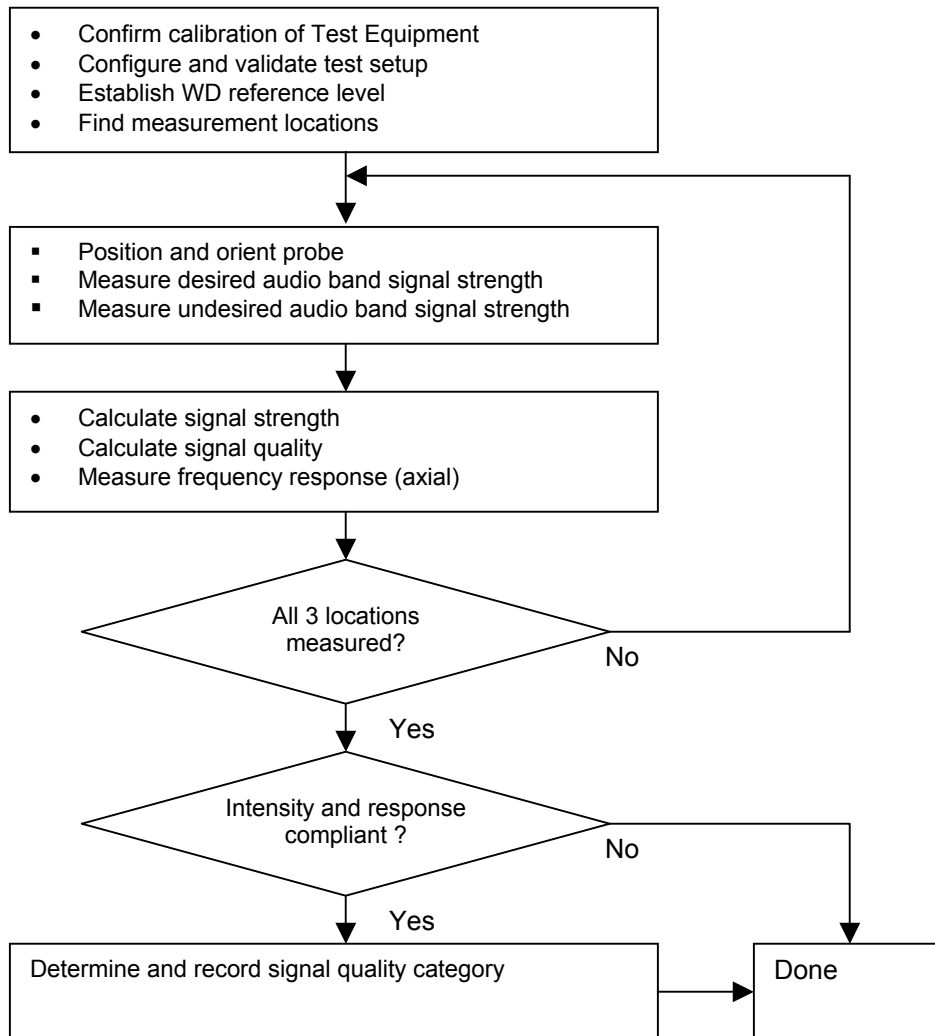 • Confirm calibration of Test Equipment
• Configure and validate test setup
• Establish WD reference level
• Find measurement locations
▪ Position and orient probe
▪ Measure desired audio band signal strength
▪ Measure undesired audio band signal strength
• Calculate signal strength
• Calculate signal quality
• Measure frequency response (axial)
All 3 locations
measured?
No
Yes
Intensity and response
compliant ?
No
Yes
Determine and record signal quality category
Done